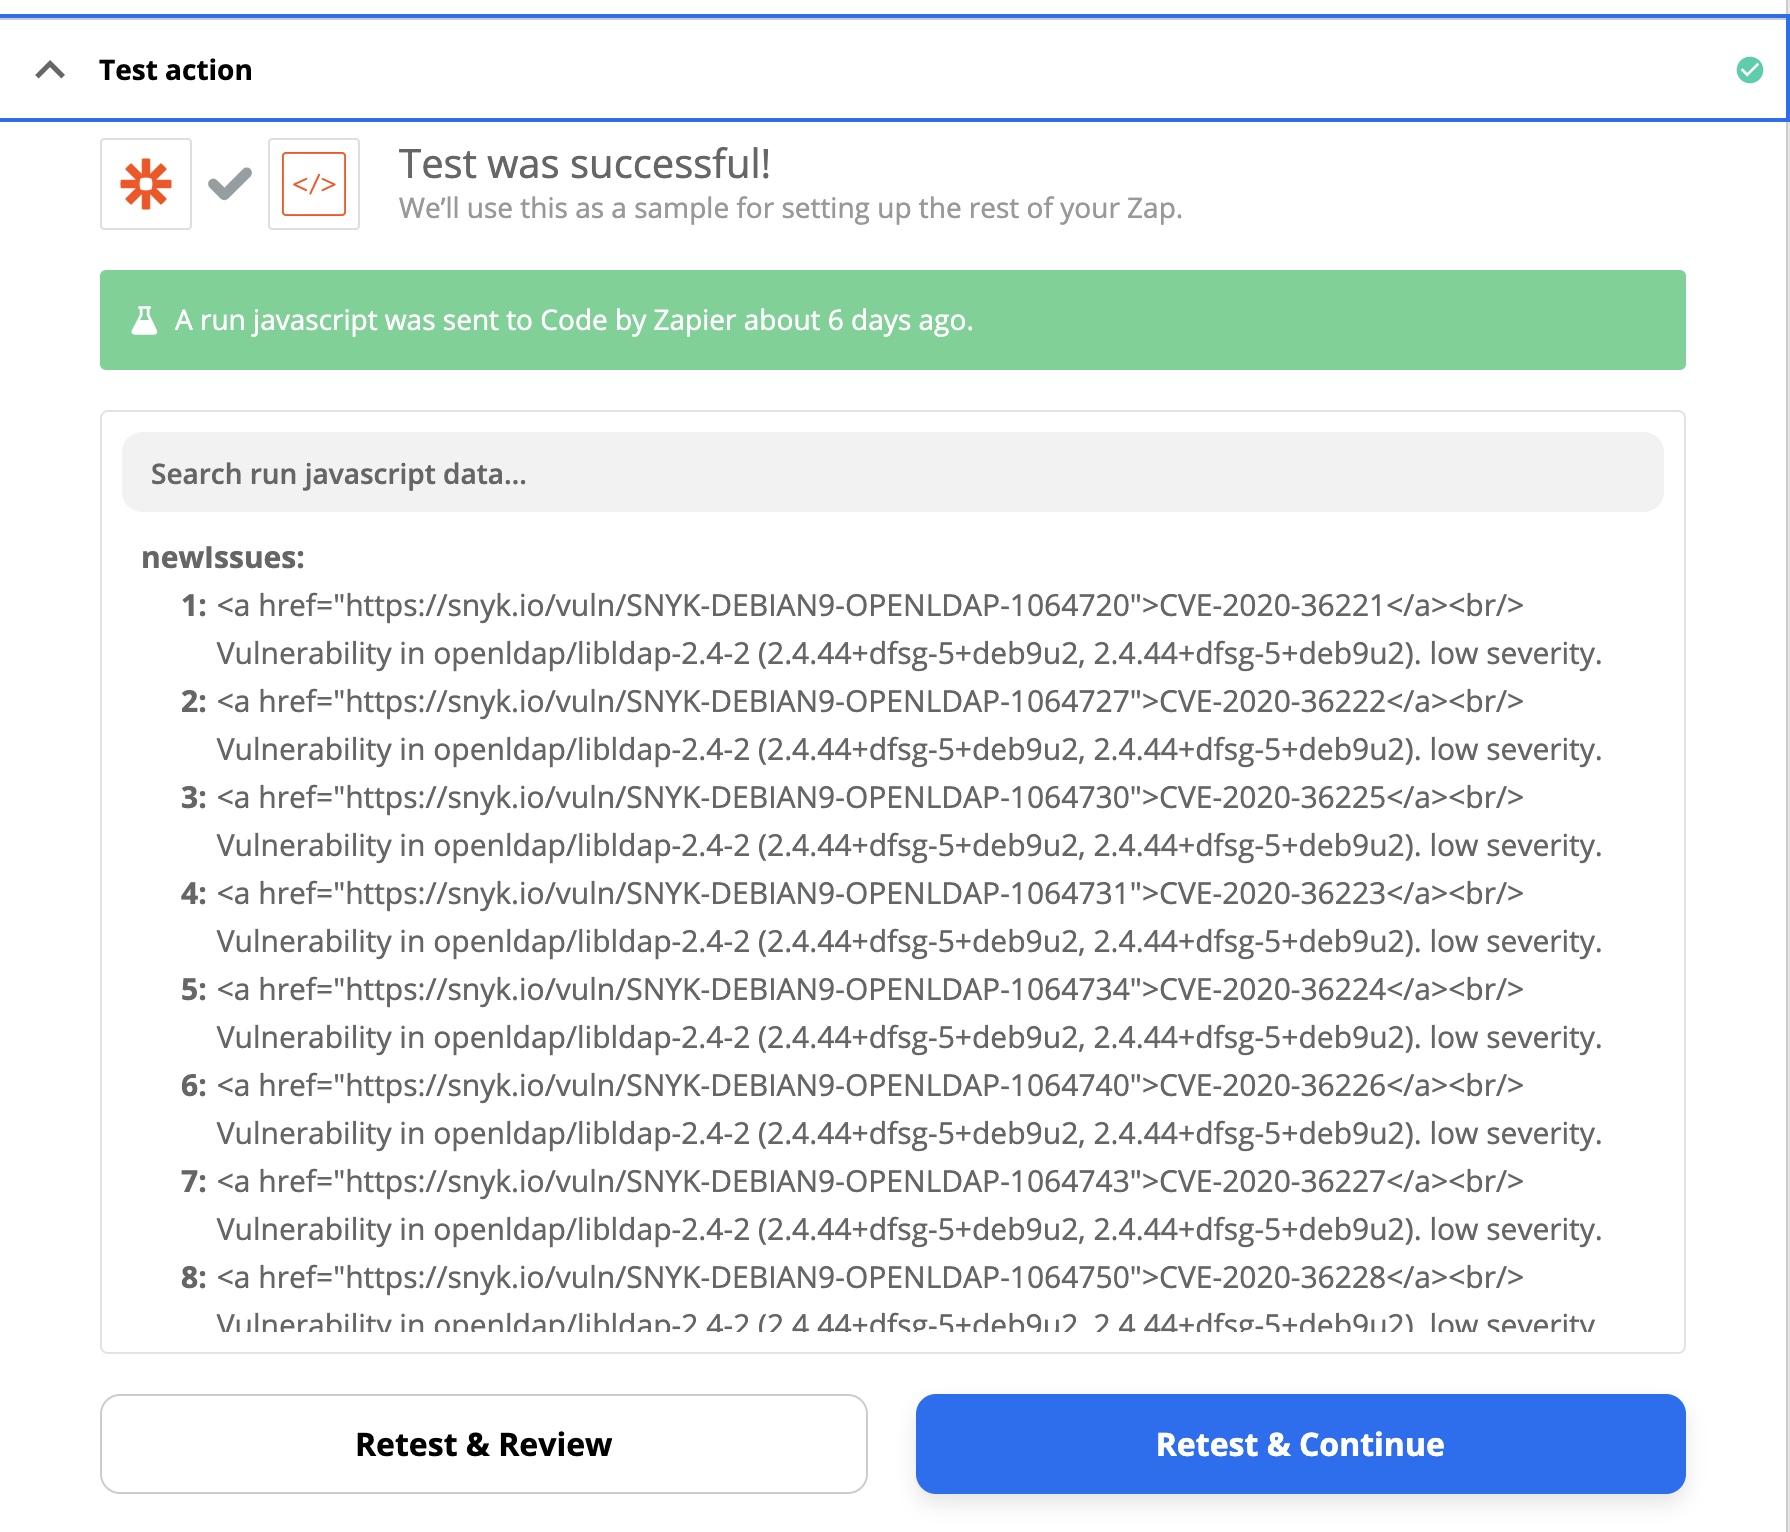 Test action
</>
Test was successful!
We’ll use this as a sample for setting up the rest of your Zap.
A run javascript was sent to Code by Zapier about 6 days ago.
Search run javascript data...
newIssues:
1: <a href="https://snyk.io/vuln/SNYK-DEBIAN9-OPENLDAP-1064720">CVE-2020-36221</a><br/>
Vulnerability in openldap/libldap-2.4-2 (2.4.44+dfsg-5+deb9u2, 2.4.44+dfsg-5+deb9u2). low severity.
2: <a href="https://snyk.io/vuln/SNYK-DEBIAN9-OPENLDAP-1064727">CVE-2020-36222</a><br/>
Vulnerability in openldap/libldap-2.4-2 (2.4.44+dfsg-5+deb9u2, 2.4.44+dfsg-5+deb9u2). low severity.
3: <a href="https://snyk.io/vuln/SNYK-DEBIAN9-OPENLDAP-1064730">CVE-2020-36225</a><br/>
Vulnerability in openldap/libldap-2.4-2 (2.4.44+dfsg-5+deb9u2, 2.4.44+dfsg-5+deb9u2). low severity.
4: <a href="https://snyk.io/vuln/SNYK-DEBIAN9-OPENLDAP-1064731">CVE-2020-36223</a><br/>
Vulnerability in openldap/libldap-2.4-2 (2.4.44+dfsg-5+deb9u2, 2.4.44+dfsg-5+deb9u2). low severity.
5: <a href="https://snyk.io/vuln/SNYK-DEBIAN9-OPENLDAP-1064734">CVE-2020-36224</a><br/>
Vulnerability in openldap/libldap-2.4-2 (2.4.44+dfsg-5+deb9u2, 2.4.44+dfsg-5+deb9u2). low severity.
6: <a href="https://snyk.io/vuln/SNYK-DEBIAN9-OPENLDAP-1064740">CVE-2020-36226</a><br/>
Vulnerability in openldap/libldap-2.4-2 (2.4.44+dfsg-5+deb9u2, 2.4.44+dfsg-5+deb9u2). low severity.
7: <a href="https://snyk.io/vuln/SNYK-DEBIAN9-OPENLDAP-1064743">CVE-2020-36227</a><br/>
Vulnerability in openldap/libldap-2.4-2 (2.4.44+dfsg-5+deb9u2, 2.4.44+dfsg-5+deb9u2). low severity.
8: <a href="https://snyk.io/vuln/SNYK-DEBIAN9-OPENLDAP-1064750">CVE-2020-36228</a><br/>
Vulnerability in openldap/libldap-2.4-2 (2.4.44+dfsg-5+deb9u2, 2.4.44+dfsg-5+deb9u2). low severity.
Retest & Review
Retest & Continue